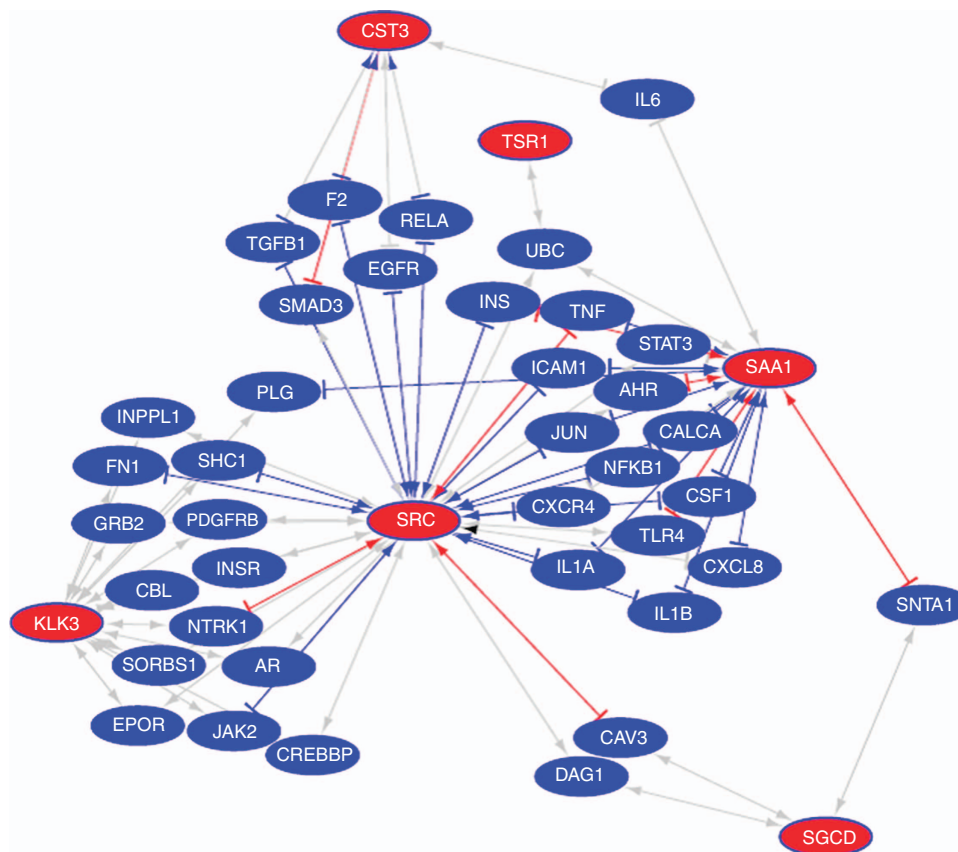 CST3
IL6
TSR1
F2
RELA
TGFB1
UBC
EGFR
SMAD3
INS
TNF
STAT3
ICAM1
SAA1
AHR
PLG
INPPL1
JUN
CALCA
FN1
SHC1
NFKB1
CSF1
CXCR4
GRB2
PDGFRB
SRC
TLR4
INSR
IL1A
CXCL8
CBL
SNTA1
IL1B
KLK3
NTRK1
SORBS1
AR
EPOR
JAK2
CREBBP
CAV3
DAG1
SGCD